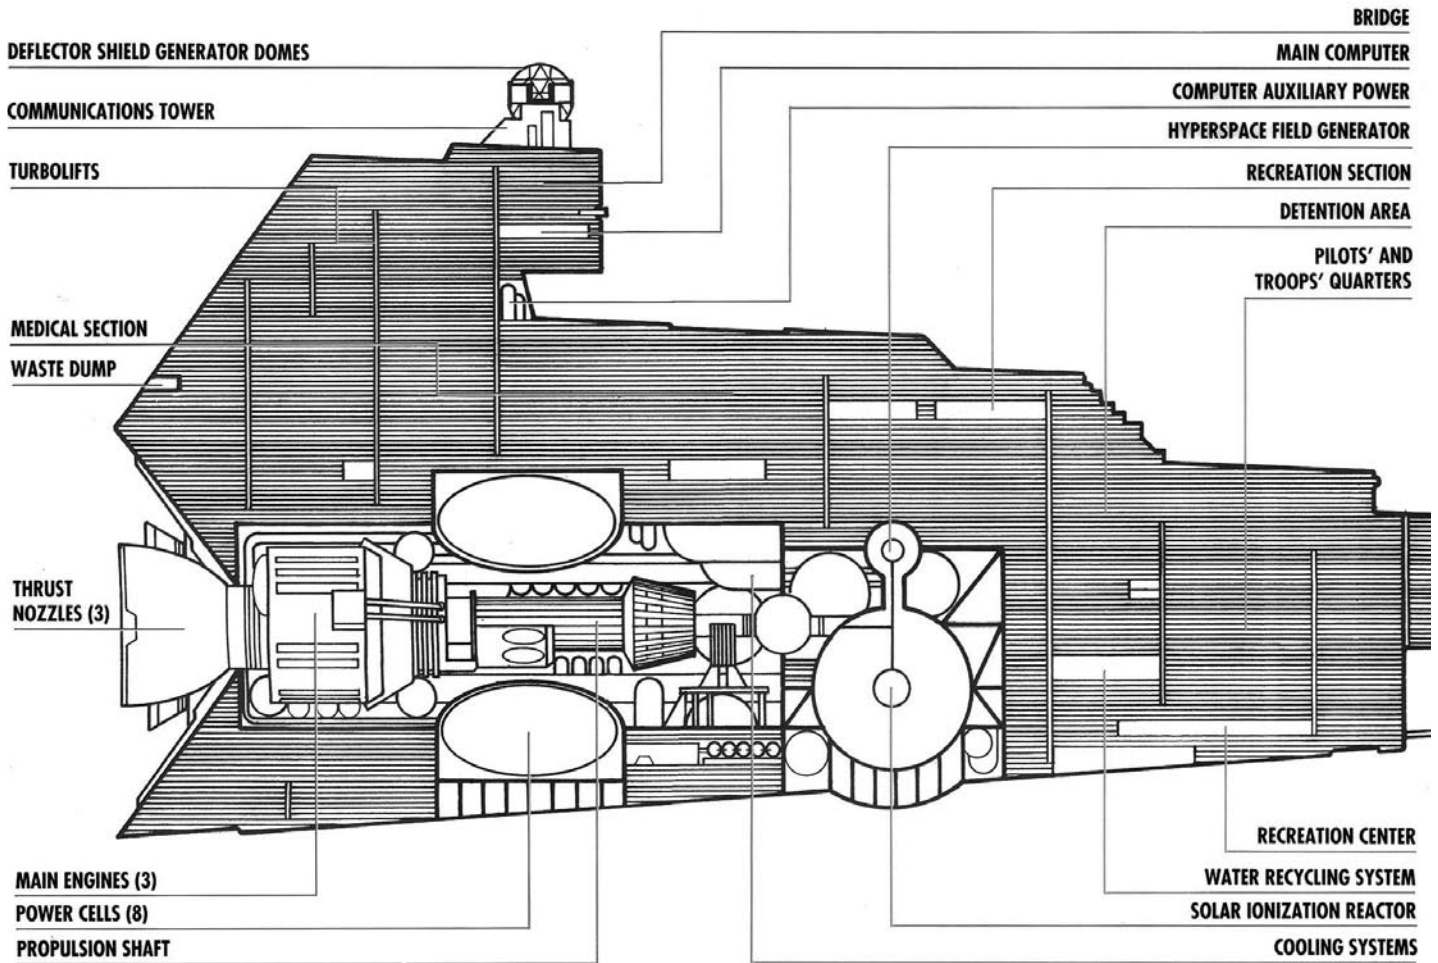 DEFLECTOR SHIELD GENERATOR DOMES
COMMUNICATIONS TOWER
TURBOLIFTS
MEDICAL SECTION
WASTE DUMP
THRUST
NOZZLES (3)
MAIN ENGINES (3)
POWER CELLS (8)
PROPULSION SHAFT
BRIDGE
MAIN COMPUTER
COMPUTER AUXILIARY POWER
HYPERSPACE FIELD GENERATOR
RECREATION SECTION
DETENTION AREA
PILOTS' AND
TROOPS' QUARTERS
RECREATION CENTER
WATER RECYCLING SYSTEM
SOLAR IONIZATION REACTOR
COOLING SYSTEMS